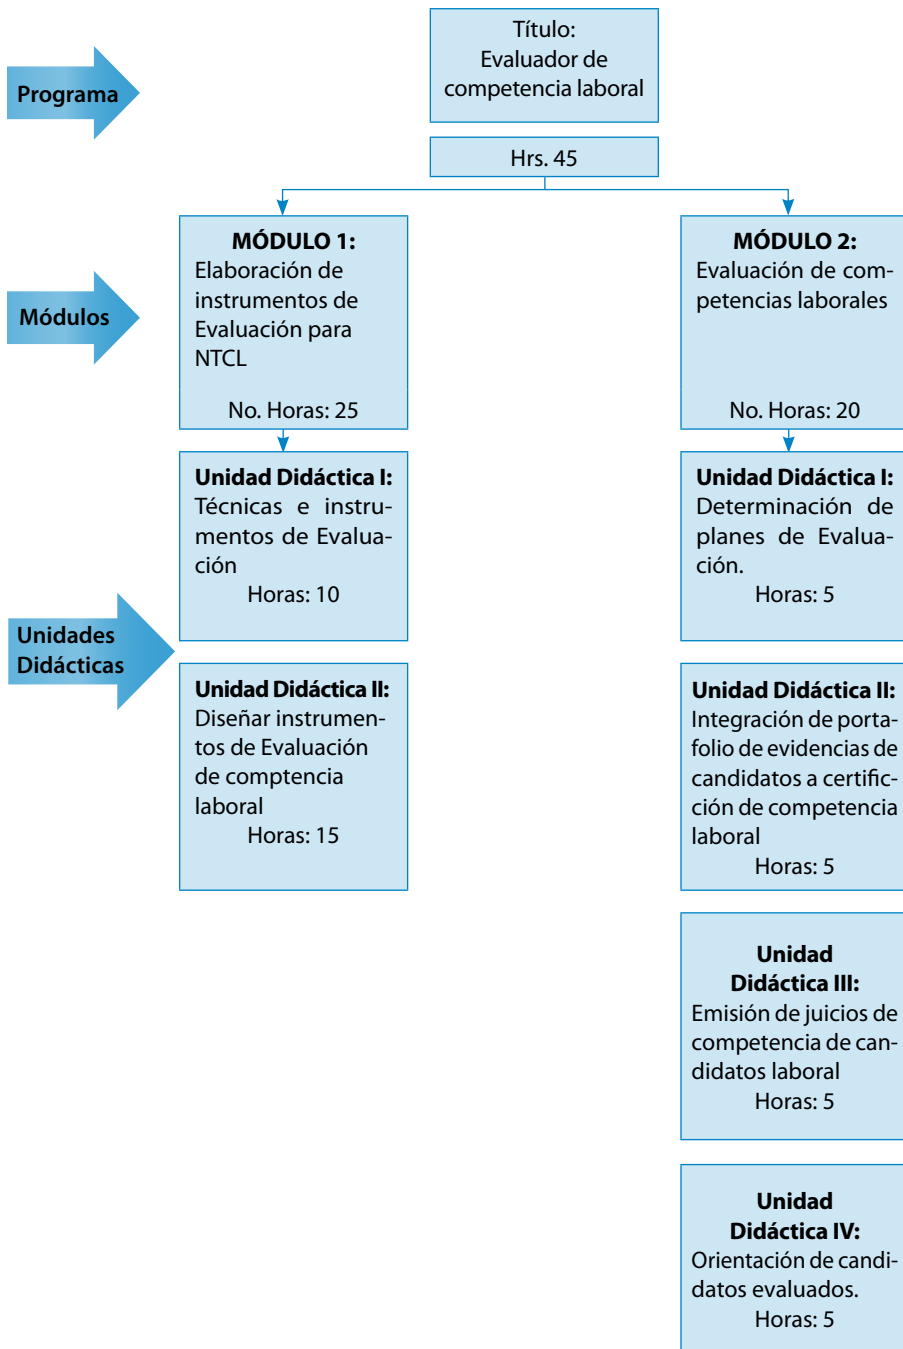 Programa
Título:
Evaluador de
competencia laboral
Hrs. 45
Módulos
MÓDULO 1:
Elaboración de
instrumentos de
Evaluación para
NTCL
No. Horas: 25
MÓDULO 2:
Evaluación de com-
petencias laborales
No. Horas: 20
Unidades
Didácticas
Unidad Didáctica I:
Técnicas e instru-
mentos de Evalua-
ción
Horas: 10
Unidad Didáctica II:
Diseñar instrumen-
tos de Evaluación
de comptencia
laboral
Horas: 15
Unidad Didáctica I:
Determinación de
planes de Evalua-
ción.
Horas: 5
Unidad Didáctica II:
Integración de porta-
folio de evidencias de
candidatos a certific-
ción de competencia
laboral
Horas: 5
Unidad
Didáctica III:
Emisión de juicios de
competencia de can-
didatos laboral
Horas: 5
Unidad
Didáctica IV:
Orientación de candi-
datos evaluados.
Horas: 5